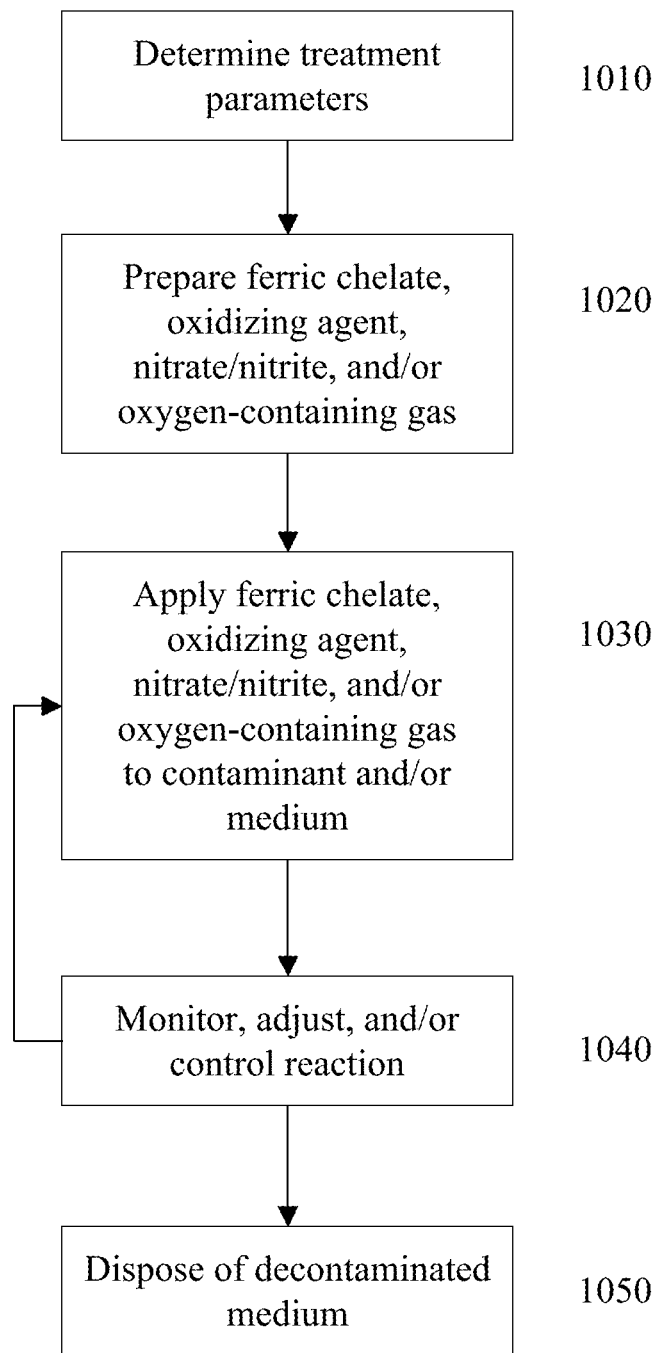 Determine treatment
parameters
1010
Prepare ferric chelate,
oxidizing agent,
nitrate/nitrite, and/or
oxygen-containing gas
1020
Apply ferric chelate,
oxidizing agent,
nitrate/nitrite, and/or
oxygen-containing gas
to contaminant and/or
medium
1030
Monitor, adjust, and/or
control reaction
1040
Dispose of decontaminated
medium
1050